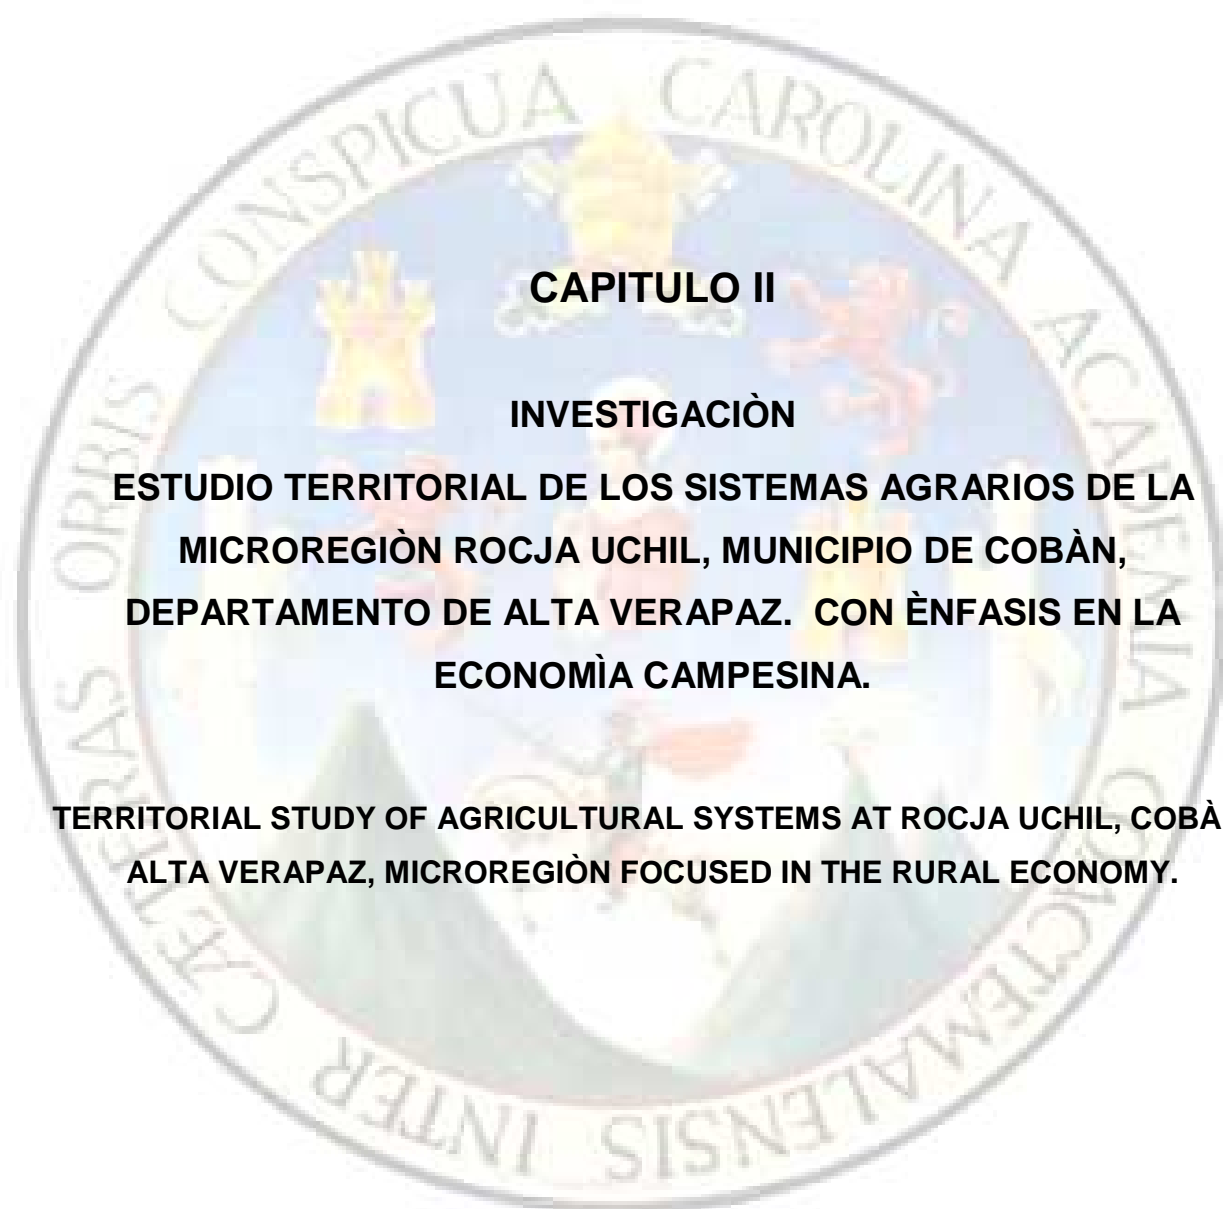 CAPITULO II
INVESTIGACIÒN
ESTUDIO TERRITORIAL DE LOS SISTEMAS AGRARIOS DE LA
MICROREGIÒN ROCJA UCHIL, MUNICIPIO DE COBÀN,
DEPARTAMENTO DE ALTA VERAPAZ. CON ÈNFASIS EN LA
ECONOMÌA CAMPESINA.
TERRITORIAL STUDY OF AGRICULTURAL SYSTEMS AT ROCJA UCHIL, COBÀ
ALTA VERAPAZ, MICROREGIÒN FOCUSED IN THE RURAL ECONOMY.
CÆTERAS ORBIS CONSPICUA CAROLINA ACADEMIA COACTEMALENSIS INTER